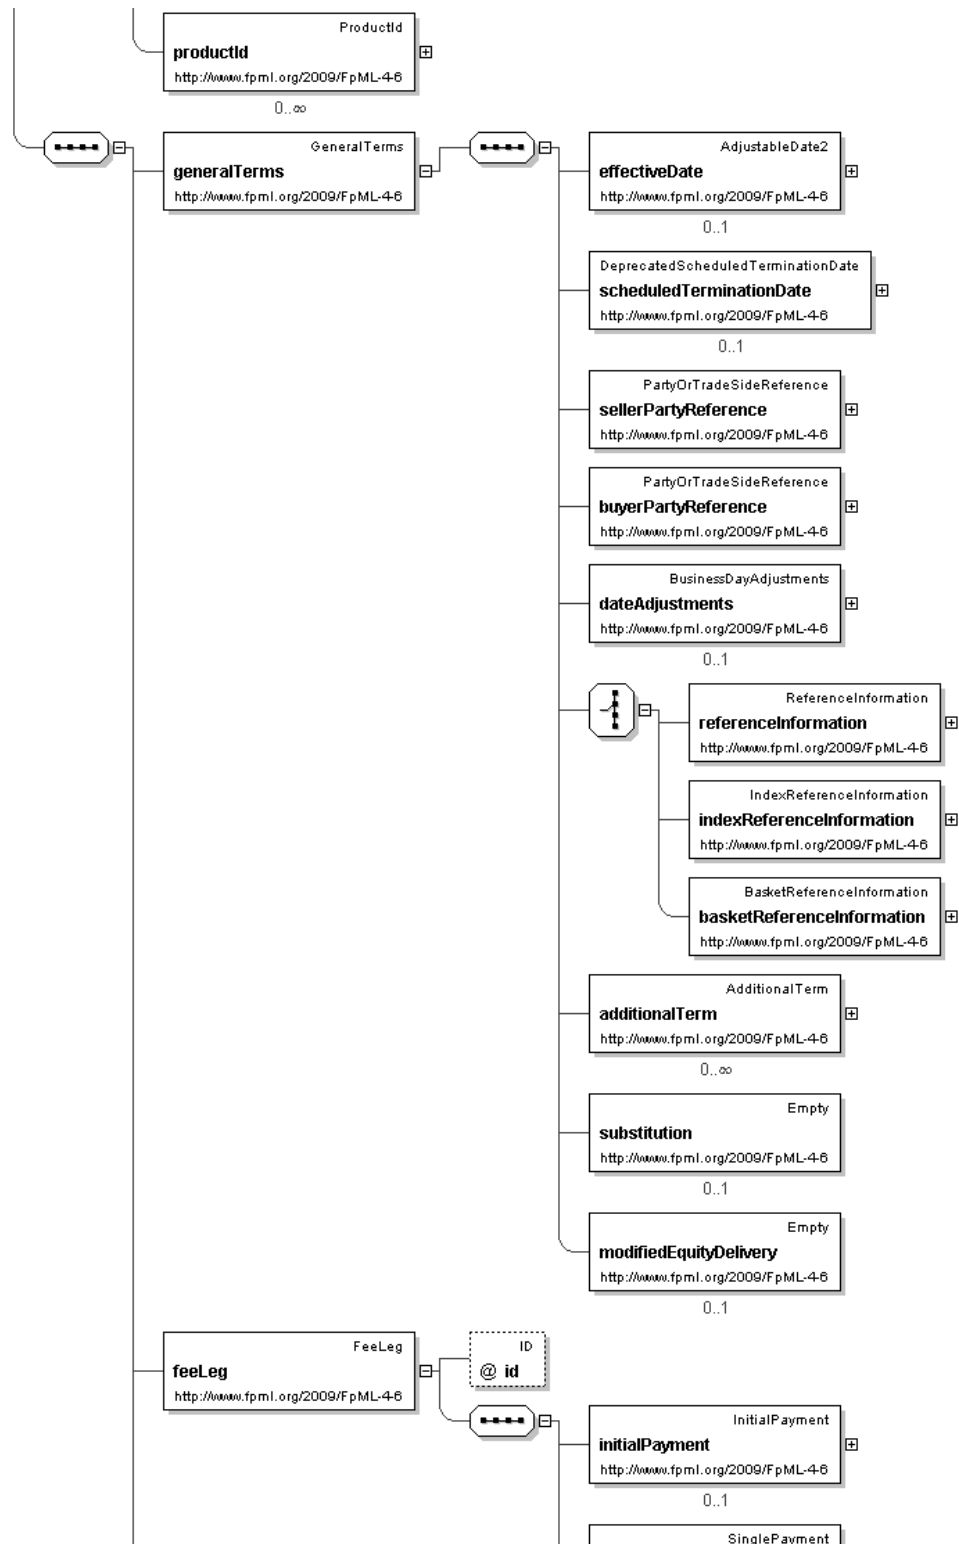 ProductId
productId
http://www.fpml.org/2009/FpML-4-6
0..∞
GeneralTerms
generalTerms
http://www.fpml.org/2009/FpML-4-6
AdjustableDate2
effectiveDate
http://www.fpml.org/2009/FpML-4-6
0..1
DeprecatedScheduledTerminationDate
scheduledTerminationDate
http://www.fpml.org/2009/FpML-4-6
0..1
PartyOrTradeSideReference
sellerPartyReference
http://www.fpml.org/2009/FpML-4-6
PartyOrTradeSideReference
buyerPartyReference
http://www.fpml.org/2009/FpML-4-6
BusinessDayAdjustments
dateAdjustments
http://www.fpml.org/2009/FpML-4-6
0..1
ReferenceInformation
referenceInformation
http://www.fpml.org/2009/FpML-4-6
IndexReferenceInformation
indexReferenceInformation
http://www.fpml.org/2009/FpML-4-6
BasketReferenceInformation
basketReferenceInformation
http://www.fpml.org/2009/FpML-4-6
AdditionalTerm
additionalTerm
http://www.fpml.org/2009/FpML-4-6
0..∞
Empty
substitution
http://www.fpml.org/2009/FpML-4-6
0..1
Empty
modifiedEquityDelivery
http://www.fpml.org/2009/FpML-4-6
0..1
FeeLeg
feeLeg
http://www.fpml.org/2009/FpML-4-6
ID
@ id
InitialPayment
initialPayment
http://www.fpml.org/2009/FpML-4-6
0..1
SinglePayment